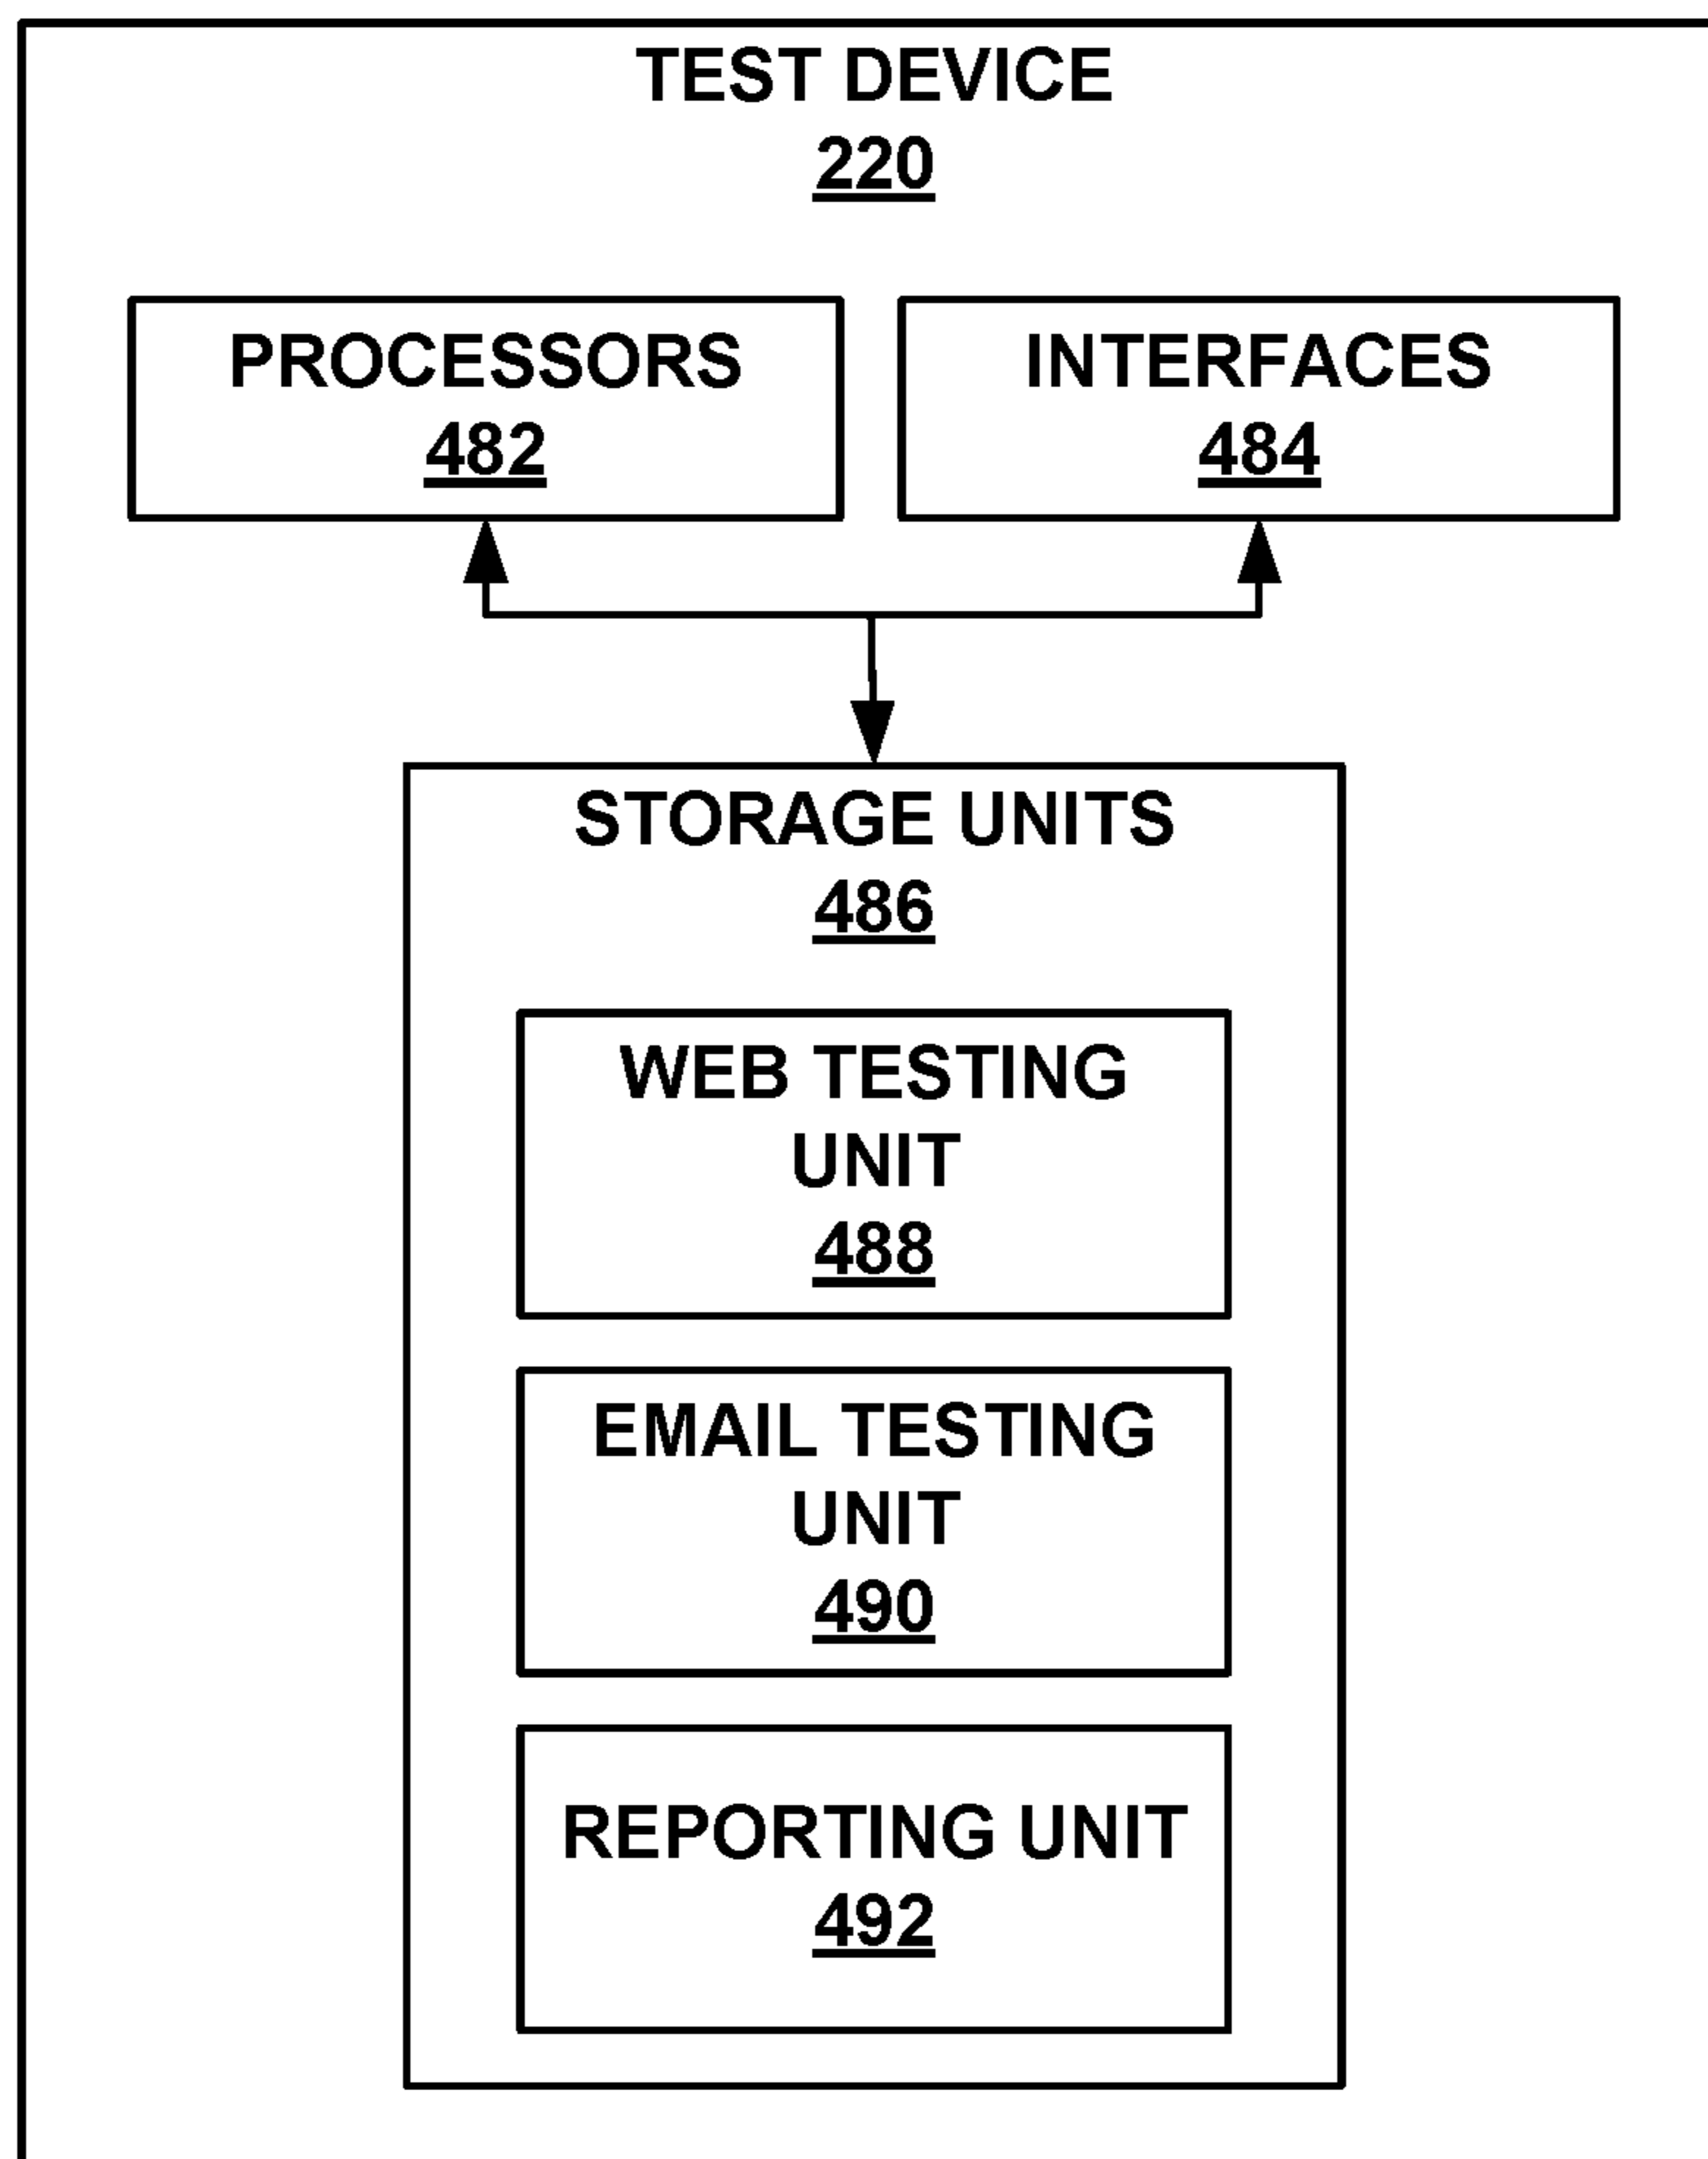 TEST DEVICE
220
PROCESSORS
482
INTERFACES
484
STORAGE UNITS
486
WEB TESTING
UNIT
488
EMAIL TESTING
UNIT
490
REPORTING UNIT
492